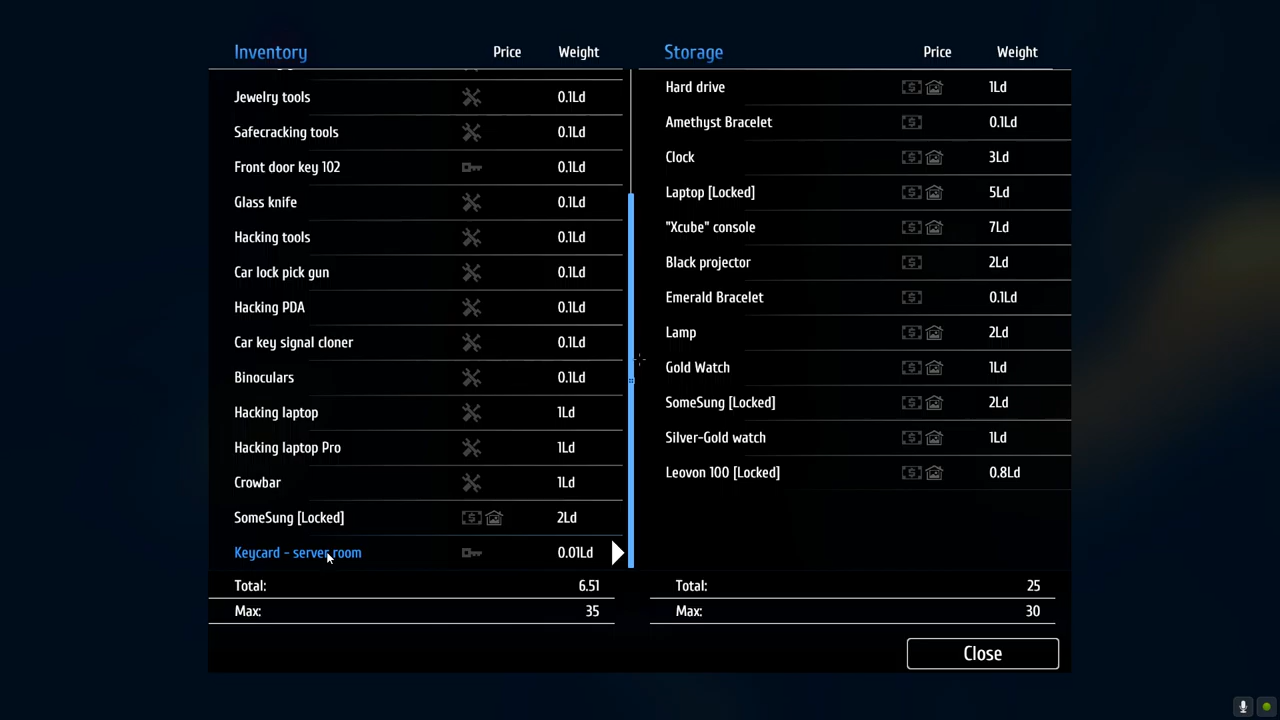 Inventory Price Weight
Jewelry tools 0.1Ld
Safecracking tools 0.1Ld
Front door key 102 0.1Ld
Glass knife 0.1Ld
Hacking tools 0.1Ld
Car lock pick gun 0.1Ld
Hacking PDA 0.1Ld
Car key signal cloner 0.1Ld
Binoculars 0.1Ld
Hacking laptop 1Ld
Hacking laptop Pro 1Ld
Crowbar 1Ld
SomeSung [Locked] 2Ld
Keycard - server room 0.01Ld
Total: 6.51
Max: 35
Storage Price Weight
Hard drive 1Ld
Amethyst Bracelet 0.1Ld
Clock 3Ld
Laptop [Locked] 5Ld
"Xcube" console 7Ld
Black projector 2Ld
Emerald Bracelet 0.1Ld
Lamp 2Ld
Gold Watch 1Ld
SomeSung [Locked] 2Ld
Silver-Gold watch 1Ld
Leovon 100 [Locked] 0.8Ld
Total: 25
Max: 30
Close